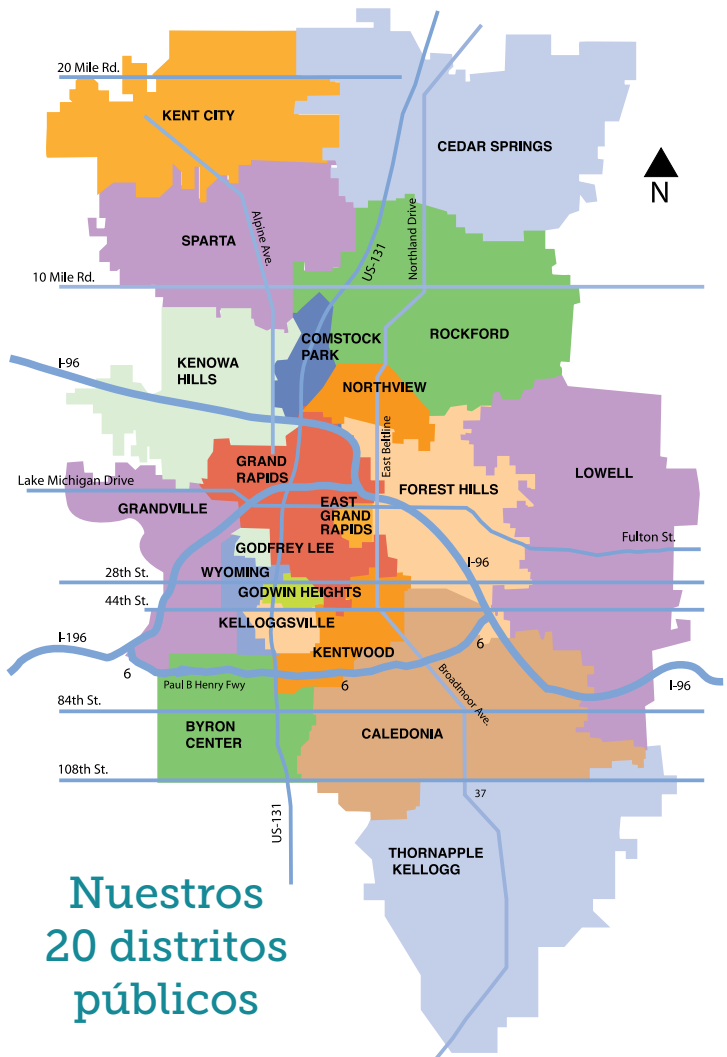 20 Mile Rd.
KENT CITY
CEDAR SPRINGS
N
SPARTA
Alpine Ave.
US-131
Northland Drive
10 Mile Rd.
ROCKFORD
COMSTOCK
PARK
I-96
KENOWA
HILLS
NORTHVIEW
East Beltline
GRAND
RAPIDS
LOWELL
Lake Michigan Drive
FOREST HILLS
GRANDVILLE
EAST
GRAND
RAPIDS
Fulton St.
GODFREY LEE
I-96
28th St.
WYOMING
GODWIN HEIGHTS
44th St.
KELLOGGSVILLE
I-196
KENTWOOD
6
6
Paul B Henry Fwy
6
Broadmoor Ave.
I-96
84th St.
BYRON
CENTER
CALEDONIA
108th St.
37
US-131
THORNAPPLE
KELLOGG
Nuestros
20 distritos
públicos